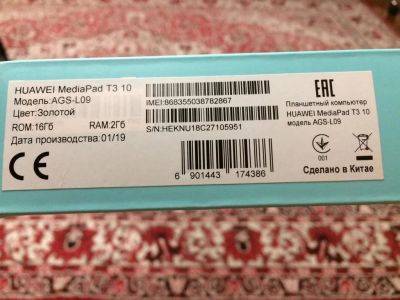 HUAWEI MediaPad T3 10
Модель:AGS-L09
Цвет:Золотой
ROM:16Гб RAM:2Гб
Дата производства:01/19
CE
IMEI:868355038782867
S/N:HEKNU18C27105951
6 901443 174386
EAC
Планшетный компьютер
HUAWEI MediaPad T3 10
модель AGS-L09
001
Сделано в Китае